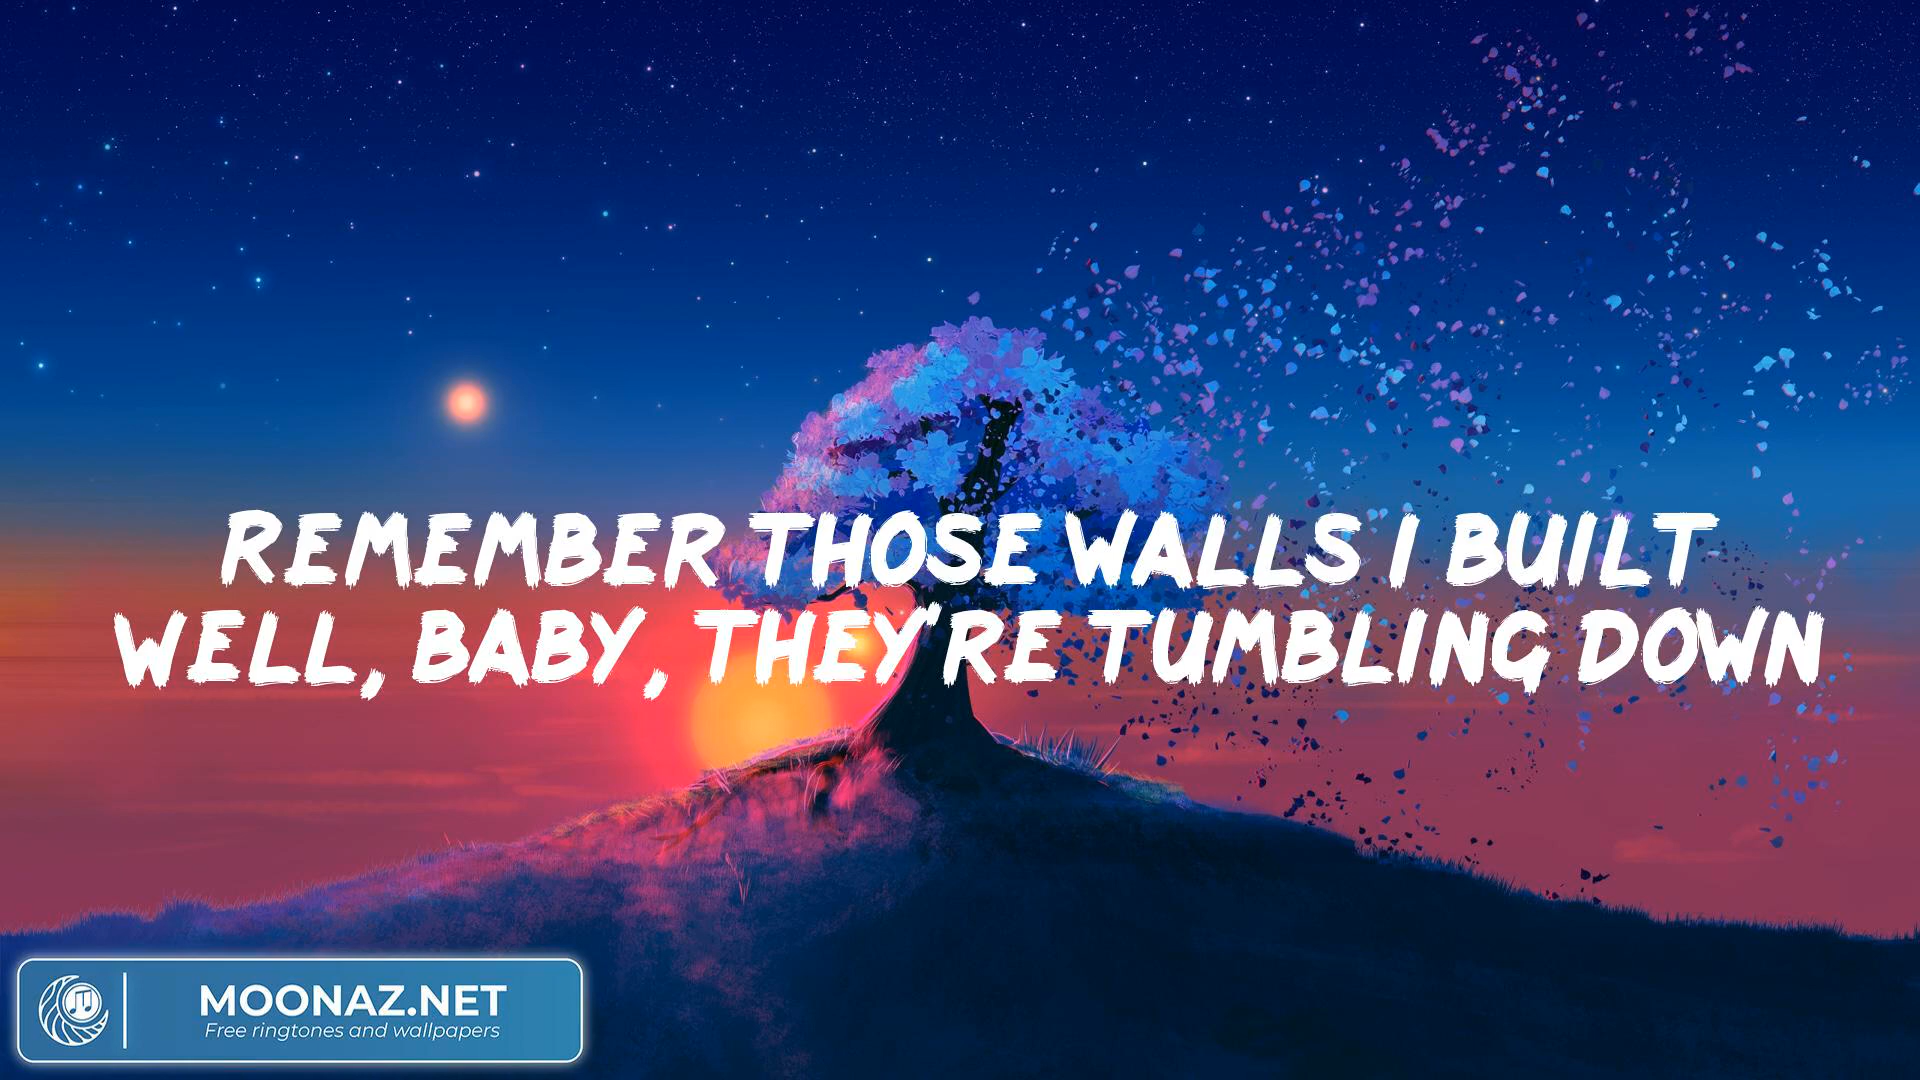 REMEMBER THOSE WALLS I BUILT
WELL, BABY, THEY'RE TUMBLING DOWN
MOONAZ.NET
Free ringtones and wallpapers